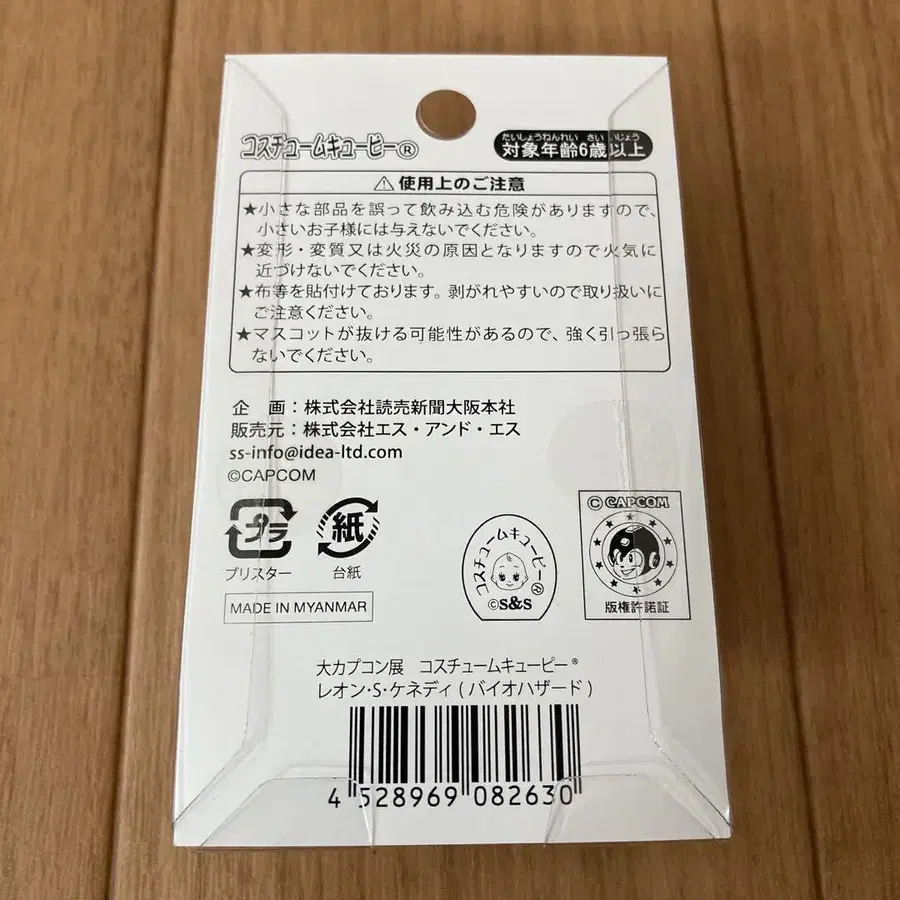 コスチュームキューピー®
たいしょうねんれい さい いじょう
対象年齢6歳以上
⚠使用上のご注意
★小さな部品を誤って飲み込む危険がありますので、
小さいお子様には与えないでください。
★変形・変質又は火災の原因となりますので火気に
近づけないでください。
★布等を貼付けております。剥がれやすいので取り扱いに
ご注意ください。
★マスコットが抜ける可能性があるので、強く引っ張ら
ないでください。
企 画:株式会社読売新聞大阪本社
販売元:株式会社エス・アンド・エス
ss-info@idea-ltd.com
©CAPCOM
プラ
ブリスター
紙
台紙
MADE IN MYANMAR
コスチュームキューピー®
©S&S
© CAPCOM
版権許諾証
大カプコン展 コスチュームキューピー®
レオン・S・ケネディ(バイオハザード)
4 528969 082630